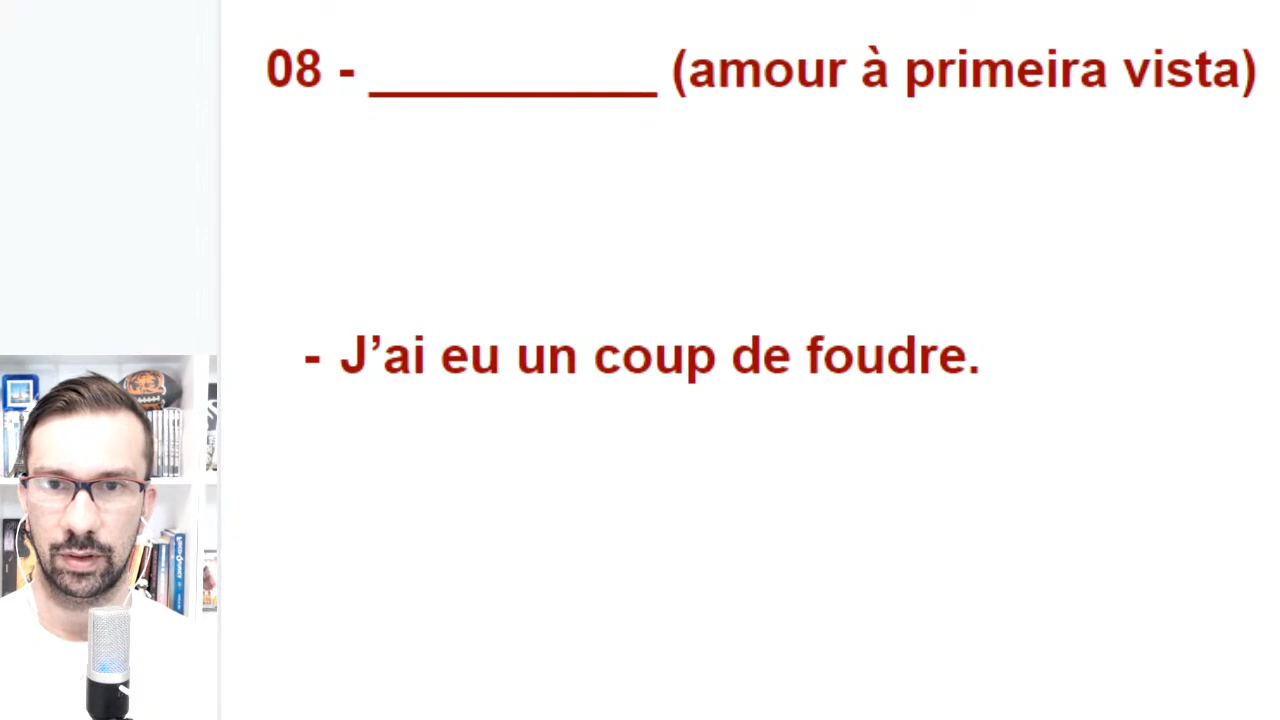 08 - __________ (amour à primeira vista)
- J’ai eu un coup de foudre.